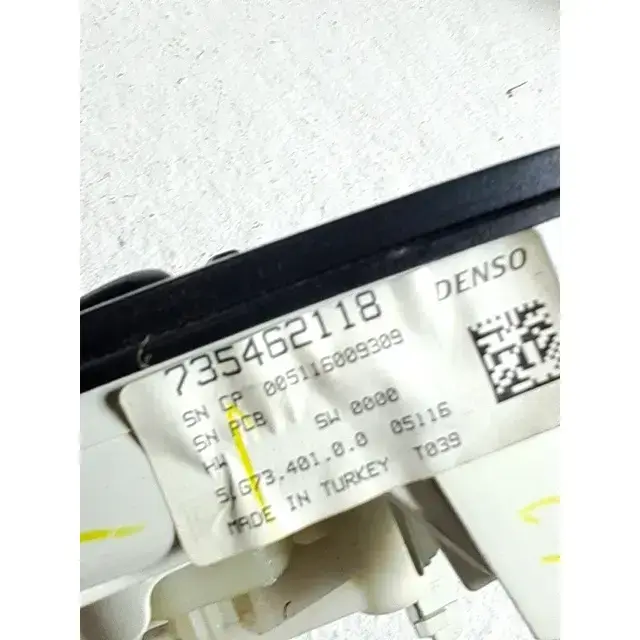 DENSO
735462118
SN CP 005116009309
SN PCB
HW SW 0000
5.G73.401.0.0 05116
MADE IN TURKEY T039